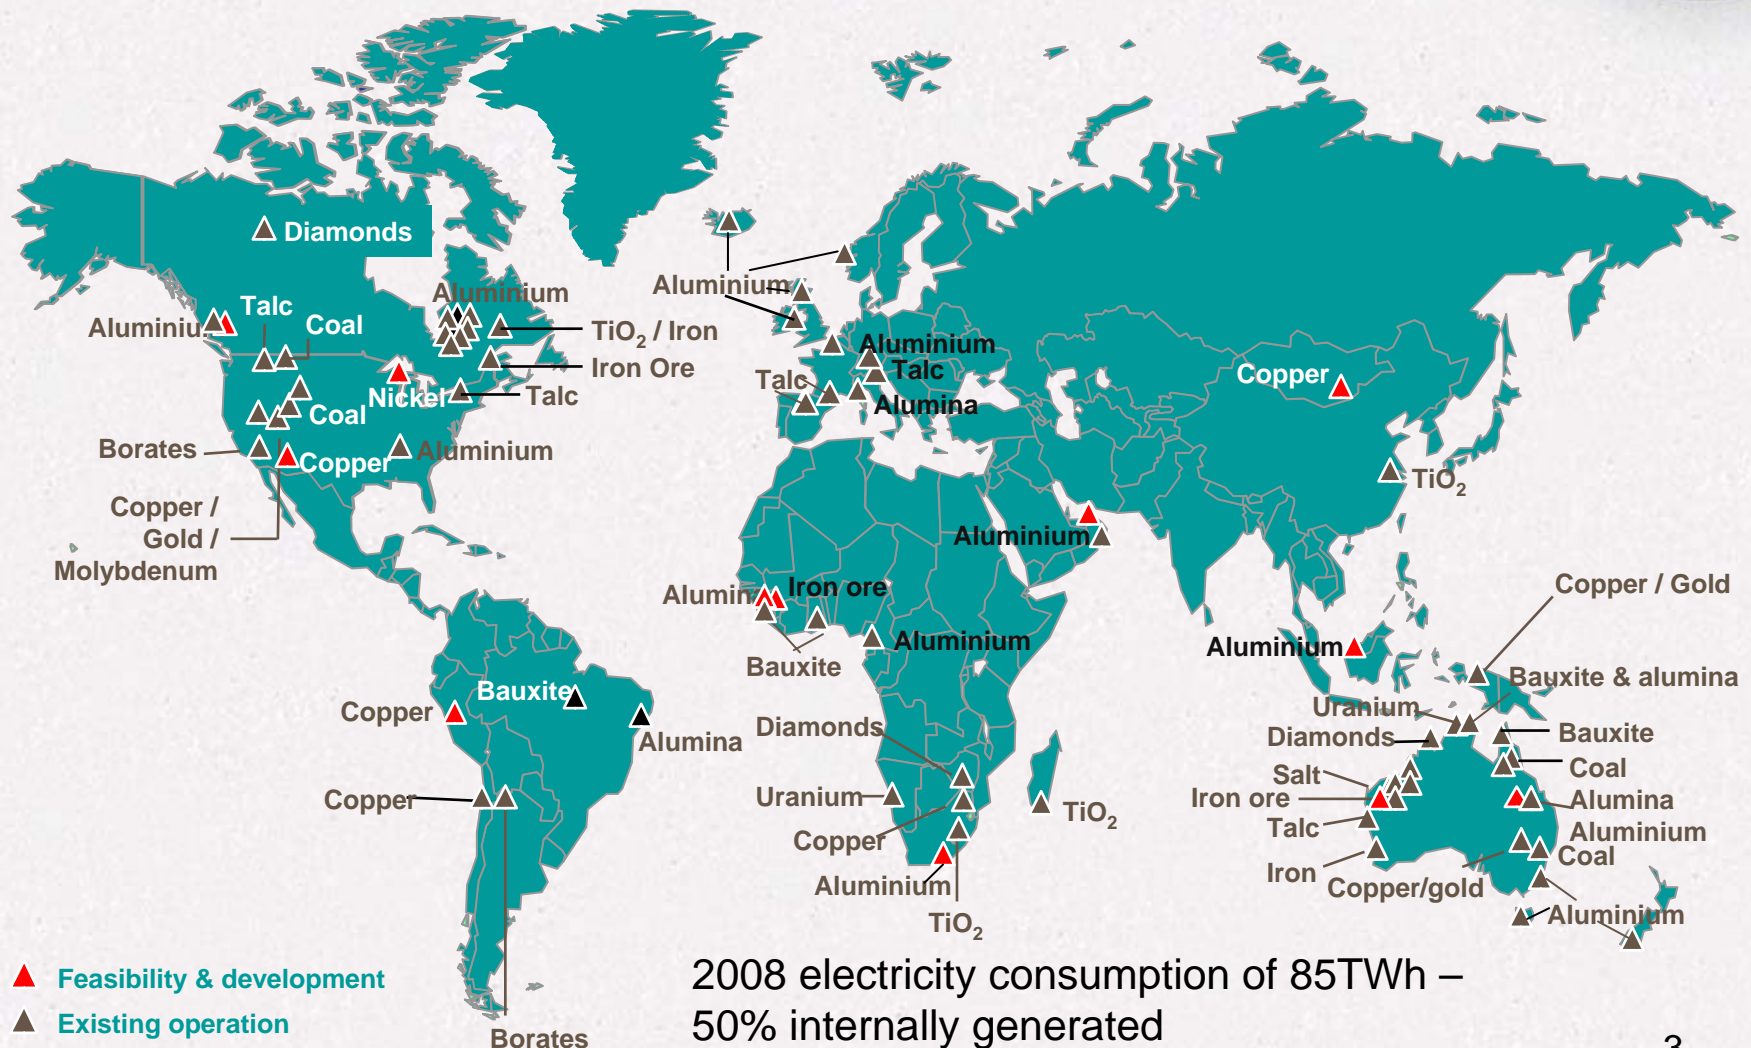 Diamonds
Aluminium
Talc
Coal
Aluminiu
TiO2 / Iron
Iron Ore
Nickel
Talc
Coal
Borates
Copper
Aluminium
Copper /
Gold /
Molybdenum
Aluminium
Aluminium
Talc
Talc
Alumina
Copper
TiO2
Aluminium
Alumin
Iron ore
Bauxite
Aluminium
Aluminium
Copper / Gold
Bauxite & alumina
Bauxite
Copper
Alumina
Copper
Borates
Diamonds
Uranium
Copper
Aluminium
TiO2
TiO2
Uranium
Diamonds
Salt
Iron ore
Talc
Iron
Copper/gold
Bauxite
Coal
Alumina
Aluminium
Coal
Aluminium
Feasibility & development
Existing operation
2008 electricity consumption of 85TWh –
50% internally generated
3